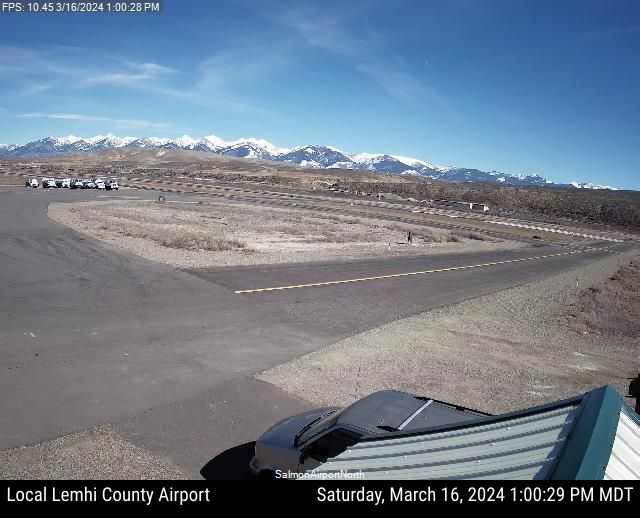 FPS: 10.45 3/16/2024 1:00:28 PM
SalmonAirportNorth
Local Lemhi County Airport Saturday, March 16, 2024 1:00:29 PM MDT